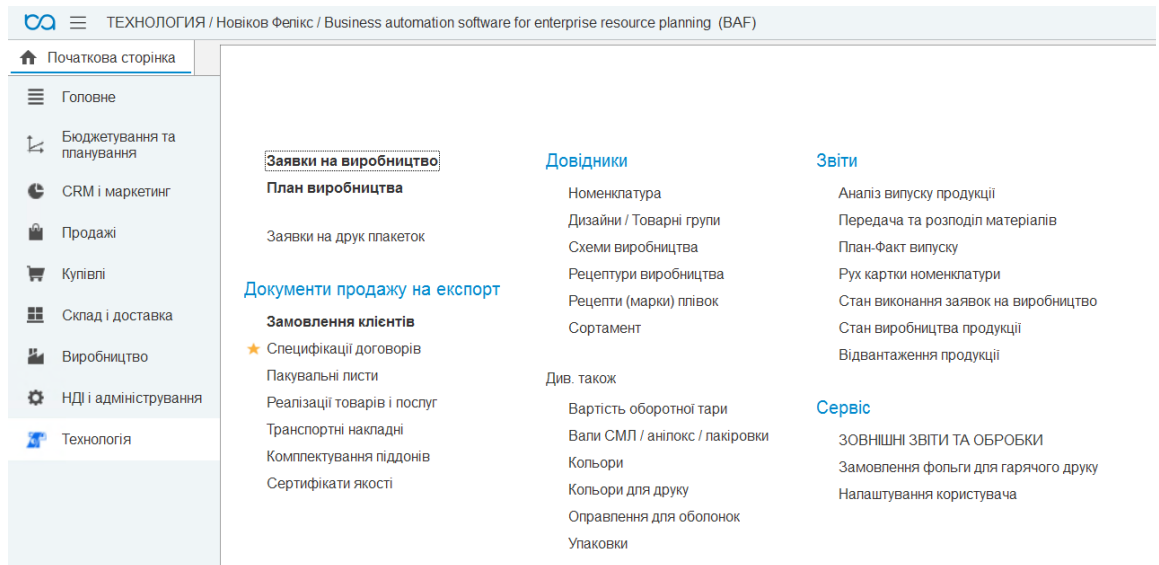 ТЕХНОЛОГИЯ / Новіков Фелікс / Business automation software for enterprise resource planning (BAF)
Початкова сторінка
Головне
Бюджетування та
планування
CRM і маркетинг
Продажі
Купівлі
Склад і доставка
Виробництво
НДІ і адміністрування
Технологія
Заявки на виробництво
План виробництва
Заявки на друк плакеток
Документи продажу на експорт
Замовлення клієнтів
Специфікації договорів
Пакувальні листи
Реалізації товарів і послуг
Транспортні накладні
Комплектування піддонів
Сертифікати якості
Довідники
Номенклатура
Дизайни / Товарні групи
Схеми виробництва
Рецептури виробництва
Рецепти (марки) плівок
Сортамент
Див. також
Вартість оборотної тари
Вали СМЛ / анілокс / лакіровки
Кольори
Кольори для друку
Оправлення для оболонок
Упаковки
Звіти
Аналіз випуску продукції
Передача та розподіл матеріалів
План-Факт випуску
Рух картки номенклатури
Стан виконання заявок на виробництво
Стан виробництва продукції
Відвантаження продукції
Сервіс
ЗОВНІШНІ ЗВІТИ ТА ОБРОБКИ
Замовлення фольги для гарячого друку
Налаштування користувача